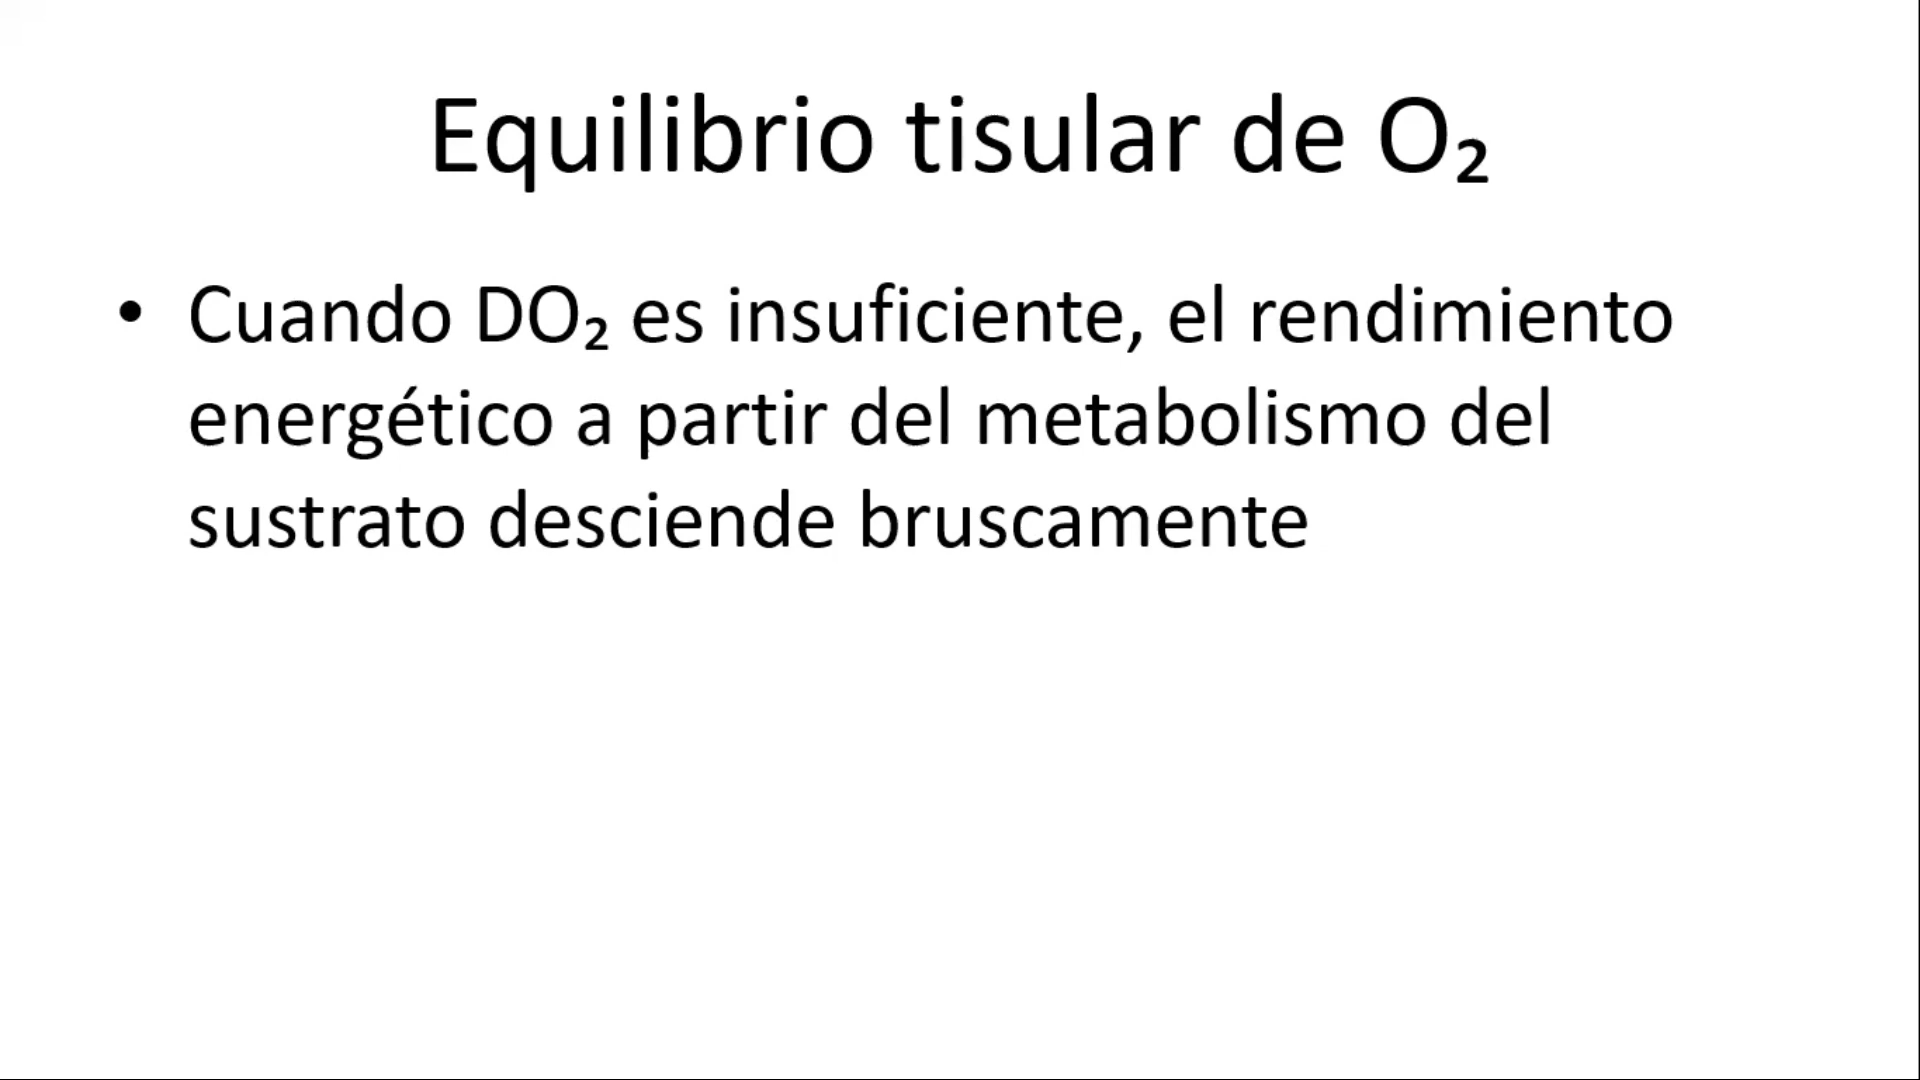 Equilibrio tisular de O₂
• Cuando DO₂ es insuficiente, el rendimiento
energético a partir del metabolismo del
sustrato desciende bruscamente